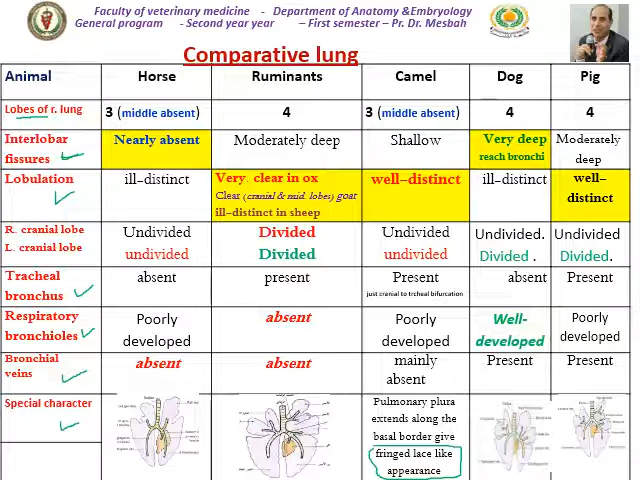 Faculty of veterinary medicine - Department of Anatomy &Embryology
General program - Second year year – First semester – Pr. Dr. Mesbah
Comparative lung
Animal Horse Ruminants Camel Dog Pig
Lobes of r. lung 3 (middle absent) 4 3 (middle absent) 4 4
Interlobar fissures Nearly absent Moderately deep Shallow Very deep reach bronchi Moderately deep
Lobulation ill-distinct Very. clear in ox Clear (cranial & mid. lobes) goat ill-distinct in sheep well-distinct ill-distinct well-distinct
R. cranial lobe Undivided Divided Undivided Undivided. Undivided
L. cranial lobe undivided Divided undivided Divided . Divided.
Tracheal bronchus absent present Present just cranial to trcheal bifurcation absent Present
Respiratory bronchioles Poorly developed absent Poorly developed Well-developed Poorly developed
Bronchial veins absent absent mainly absent Present Present
Special character Pulmonary plura extends along the basal border give fringed lace like appearance